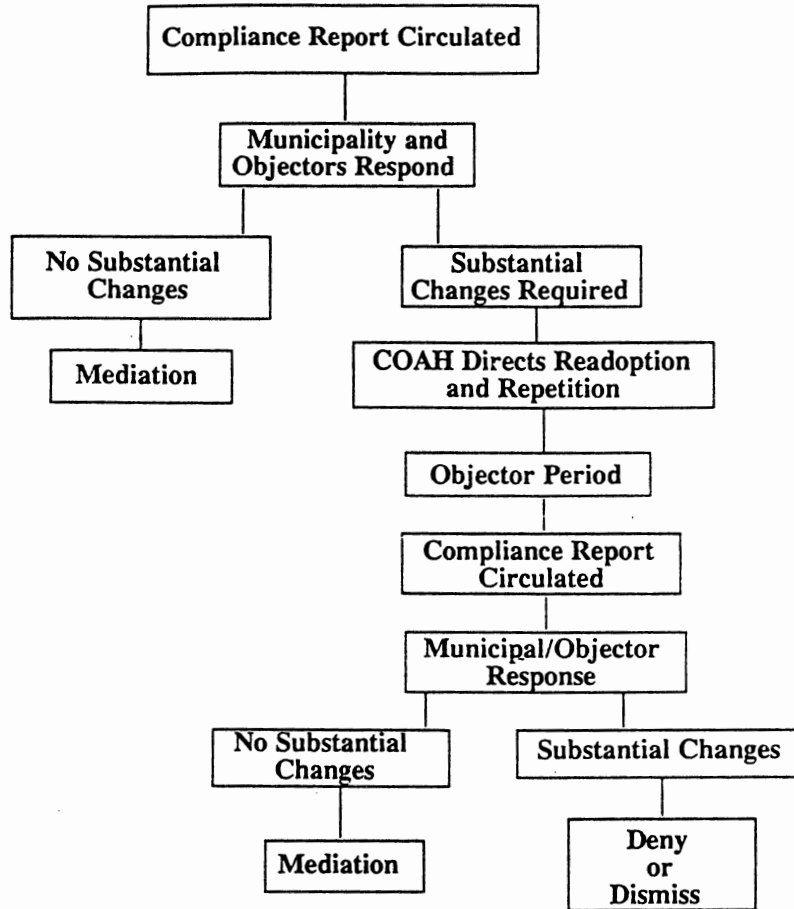 Compliance Report Circulated
Municipality and
Objectors Respond
No Substantial
Changes
Substantial
Changes Required
Mediation
COAH Directs Readoption
and Repetition
Objector Period
Compliance Report
Circulated
Municipal/Objector
Response
No Substantial
Changes
Substantial Changes
Mediation
Deny
or
Dismiss